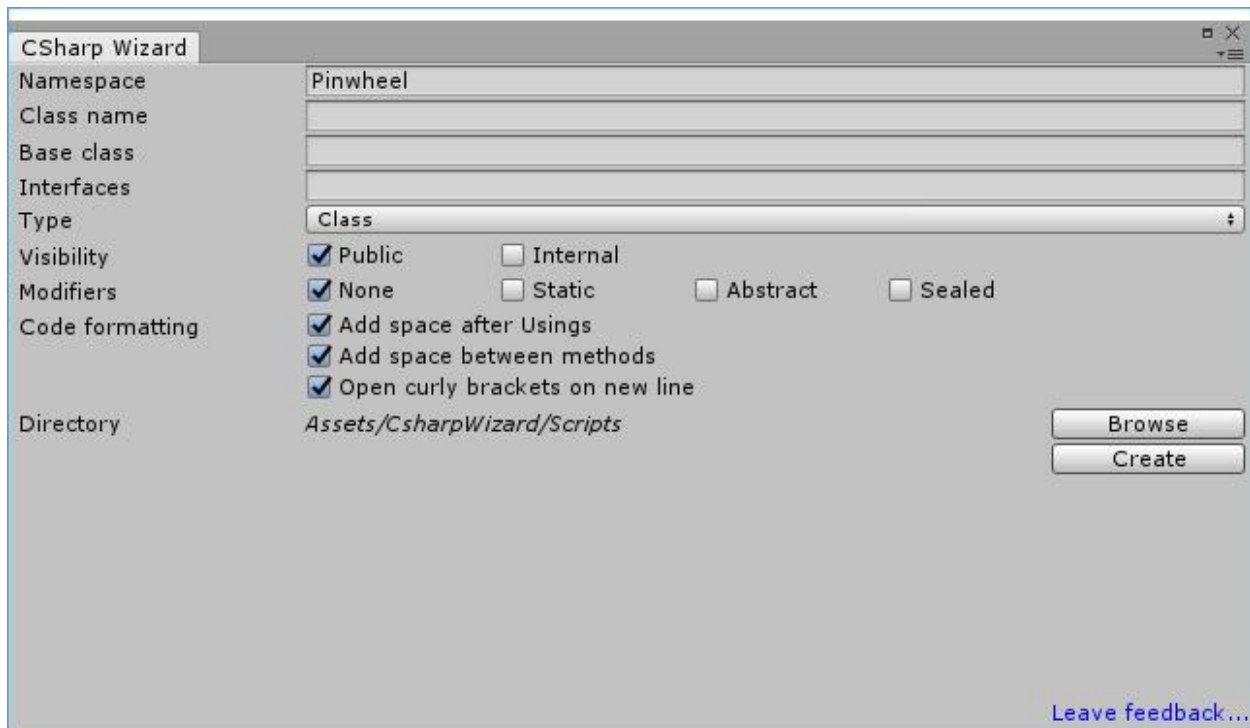 CSharp Wizard
Namespace Pinwheel
Class name
Base class
Interfaces
Type Class
Visibility Public Internal
Modifiers None Static Abstract Sealed
Code formatting Add space after Usings
Add space between methods
Open curly brackets on new line
Directory Assets/CsharpWizard/Scripts Browse
Create
Leave feedback...